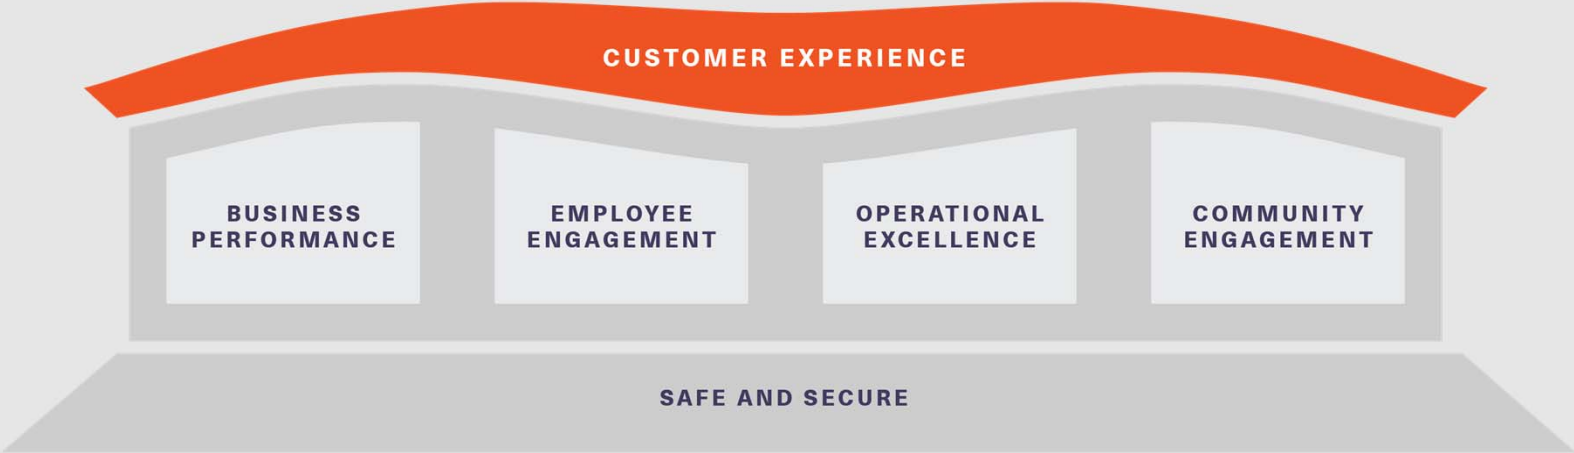 CUSTOMER EXPERIENCE
BUSINESS
PERFORMANCE
EMPLOYEE
ENGAGEMENT
OPERATIONAL
EXCELLENCE
COMMUNITY
ENGAGEMENT
SAFE AND SECURE